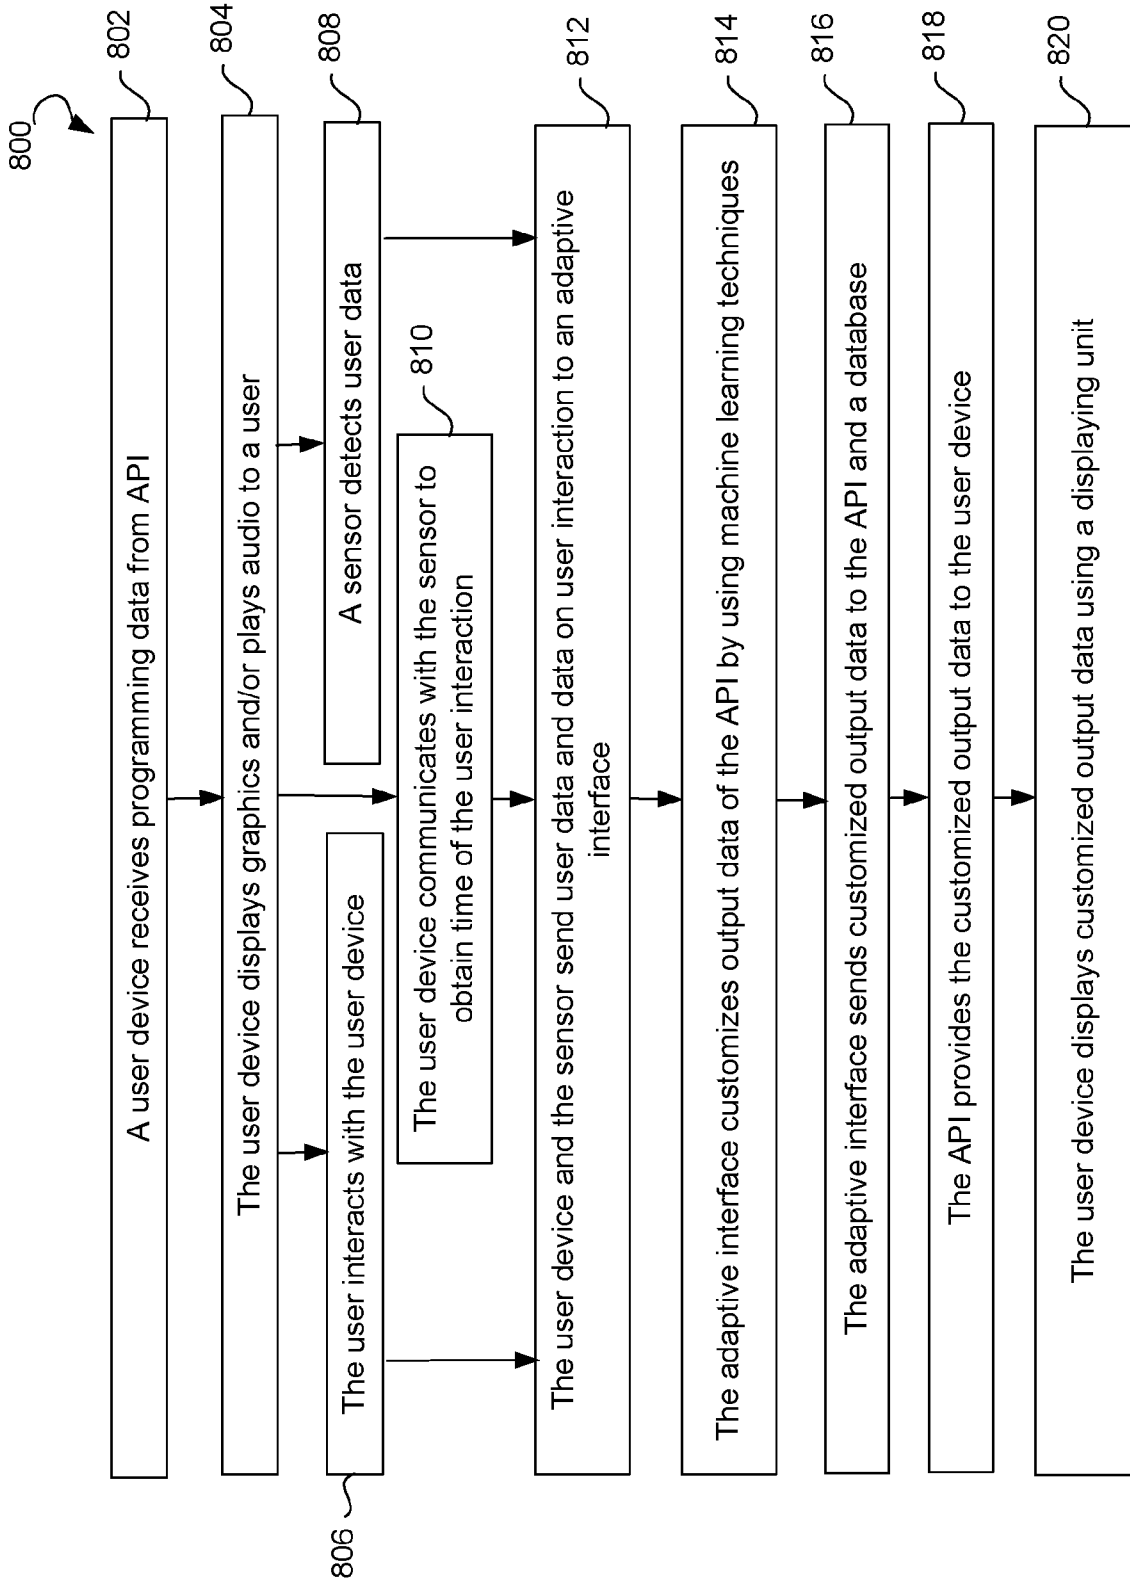 800
A user device receives programming data from API
802
The user device displays graphics and/or plays audio to a user
804
The user interacts with the user device
806
A sensor detects user data
808
The user device communicates with the sensor to
obtain time of the user interaction
810
The user device and the sensor send user data and data on user interaction to an adaptive
interface
812
The adaptive interface customizes output data of the API by using machine learning techniques
814
The adaptive interface sends customized output data to the API and a database
816
The API provides the customized output data to the user device
818
The user device displays customized output data using a displaying unit
820